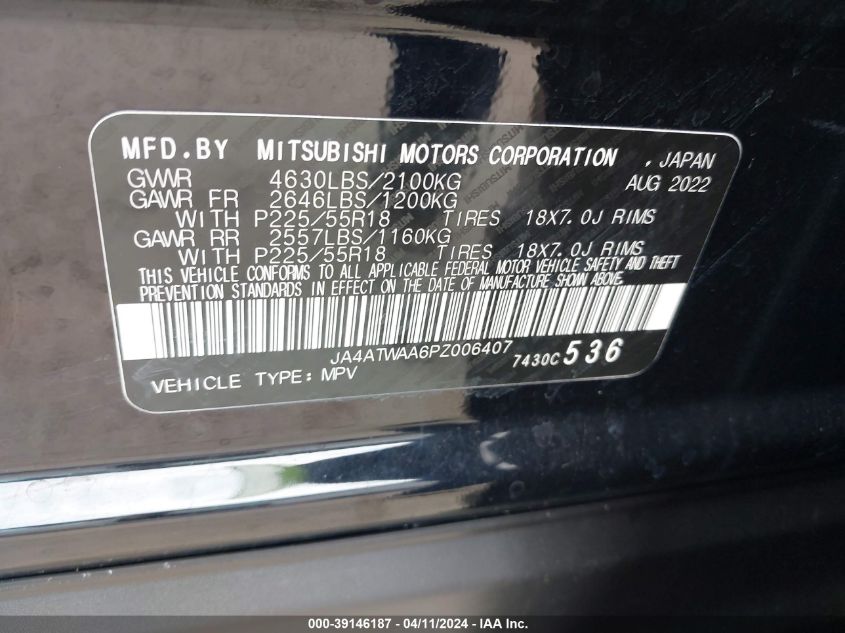 MFD.BY MITSUBISHI MOTORS CORPORATION , JAPAN
GVWR 4630LBS/2100KG AUG 2022
GAWR FR 2646LBS/1200KG
WITH P225/55R18 TIRES 18X7.0J RIMS
GAWR RR 2557LBS/1160KG
WITH P225/55R18 TIRES 18X7.0J RIMS
THIS VEHICLE CONFORMS TO ALL APPLICABLE FEDERAL MOTOR VEHICLE SAFETY AND THEFT
PREVENTION STANDARDS IN EFFECT ON THE DATE OF MANUFACTURE SHOWN ABOVE.
JA4ATWAA6PZ006407
7430C536
VEHICLE TYPE: MPV
000-39146187 - 04/11/2024 - IAA Inc.